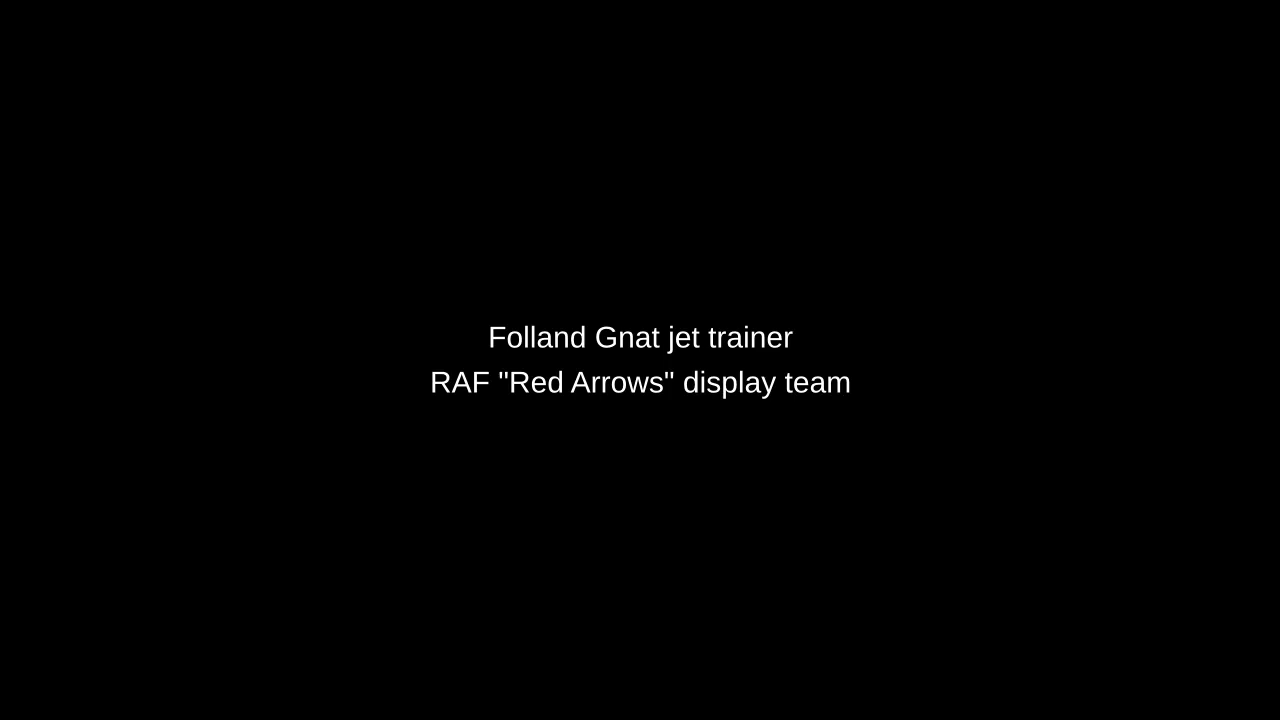 Folland Gnat jet trainer
RAF "Red Arrows" display team